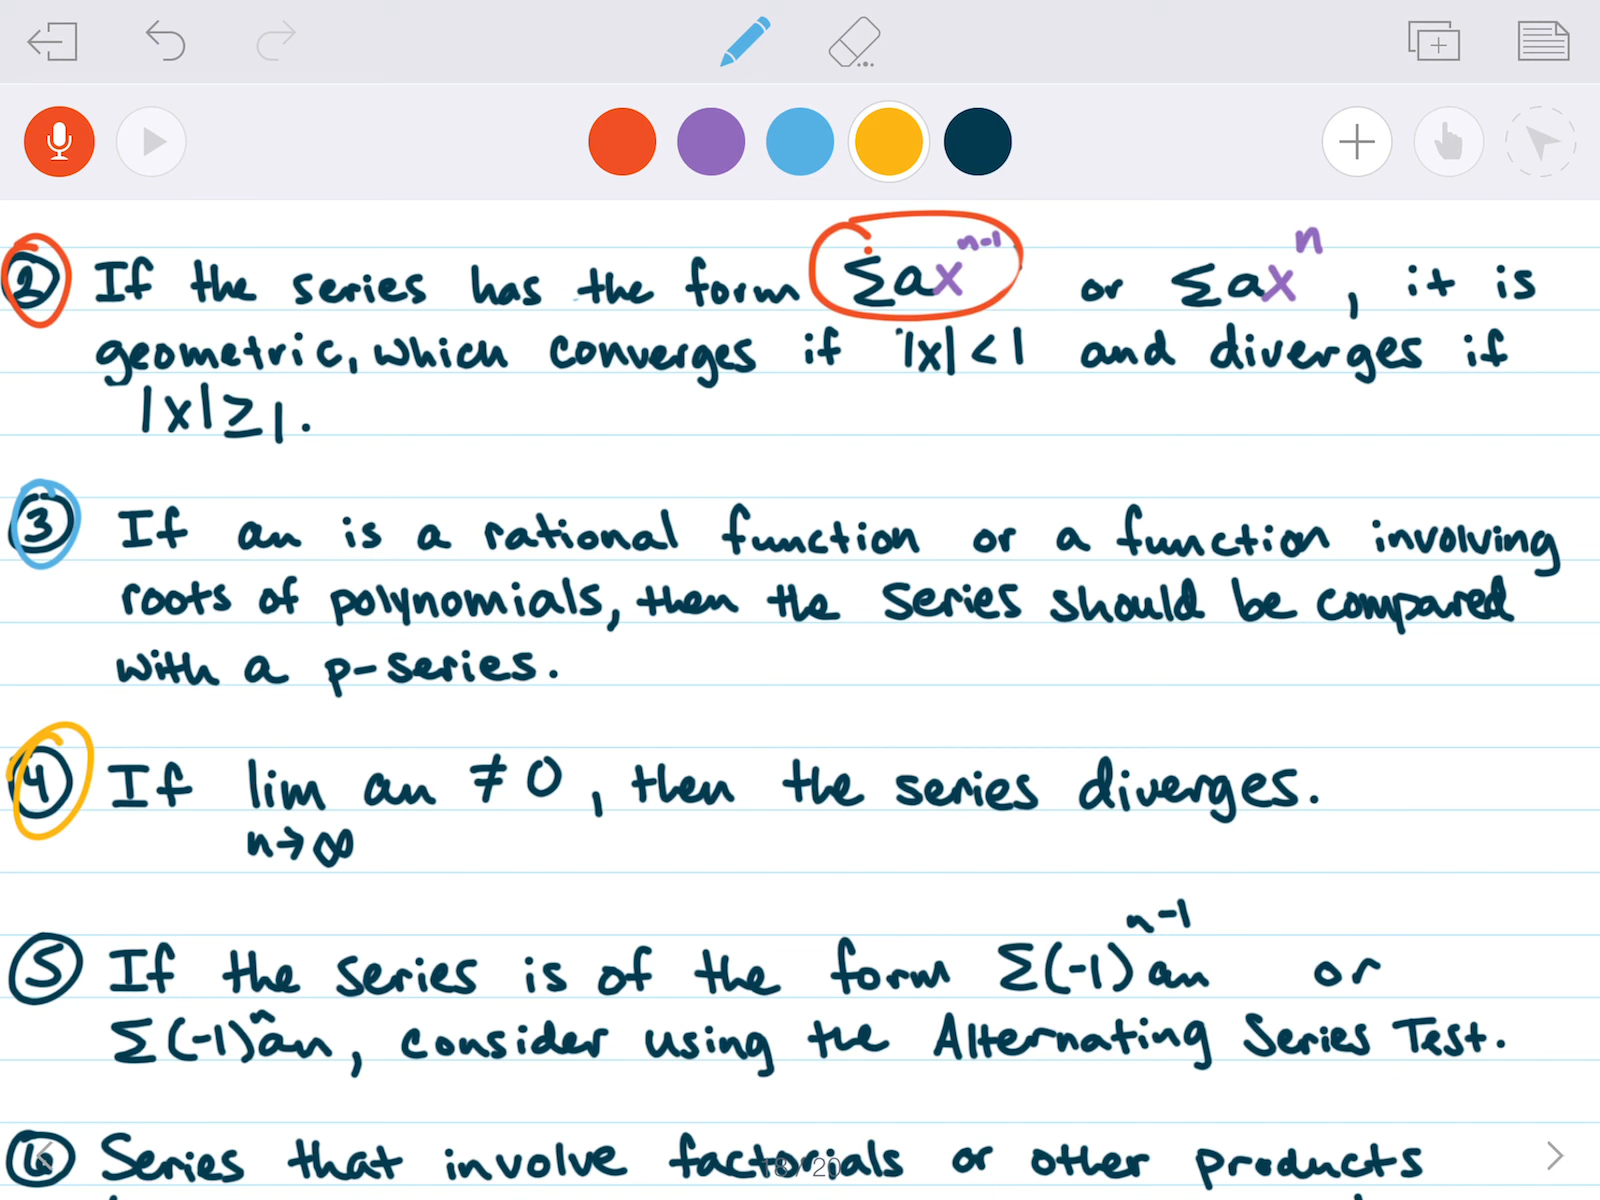 ② If the series has the form Σax^(n-1) or Σax^n, it is
geometric, which converges if |x|<1 and diverges if
|x|≥1.
③ If an is a rational function or a function involving
roots of polynomials, then the series should be compared
with a p-series.
④ If lim an ≠ 0, then the series diverges.
n→∞
⑤ If the series is of the form Σ(-1)^(n-1) an or
Σ(-1)^n an, consider using the Alternating Series Test.
⑥ Series that involve factorials or other products
18 / 20